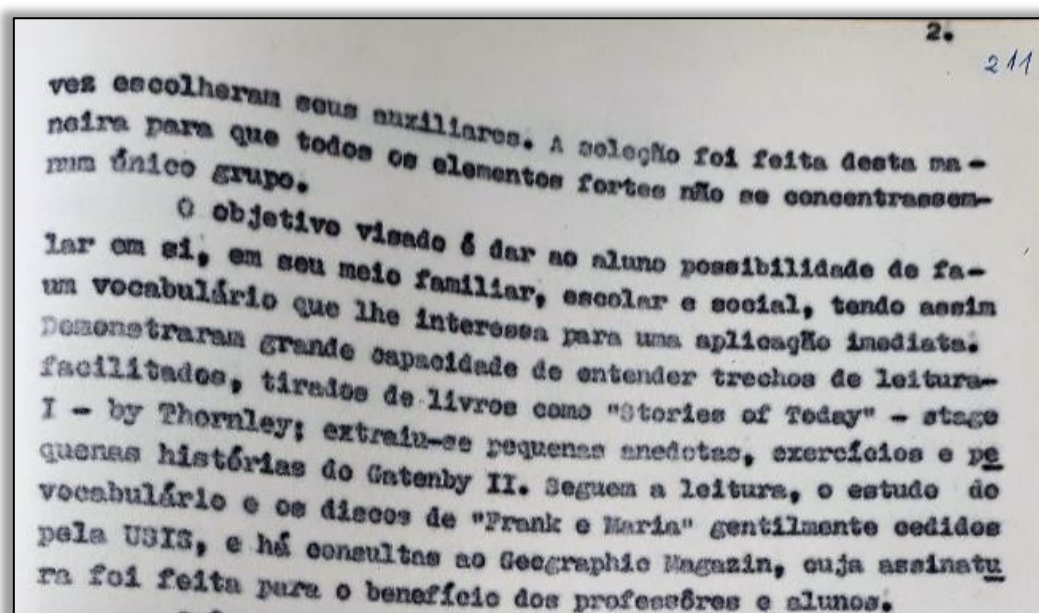 2.
211
vez escolheram seus auxiliares. A seleção foi feita desta ma-
neira para que todos os elementos fortes não se concentrassem-
num único grupo.
O objetivo visado é dar ao aluno possibilidade de fa-
lar em si, em seu meio familiar, escolar e social, tendo assim
um vocabulário que lhe interessa para uma aplicação imediata.
Demonstraram grande capacidade de entender trechos de leitura-
facilitados, tirados de livros como "Stories of Today" - stage
I - by Thornley; extraiu-se pequenas anedotas, exercícios e pe
quenas histórias do Gatenby II. Seguem a leitura, o estudo do
vocabulário e os discos de "Frank e Maria" gentilmente cedidos
pela USIS, e há consultas ao Geographic Magazin, cuja assinatu
ra foi feita para o benefício dos professôres e alunos.